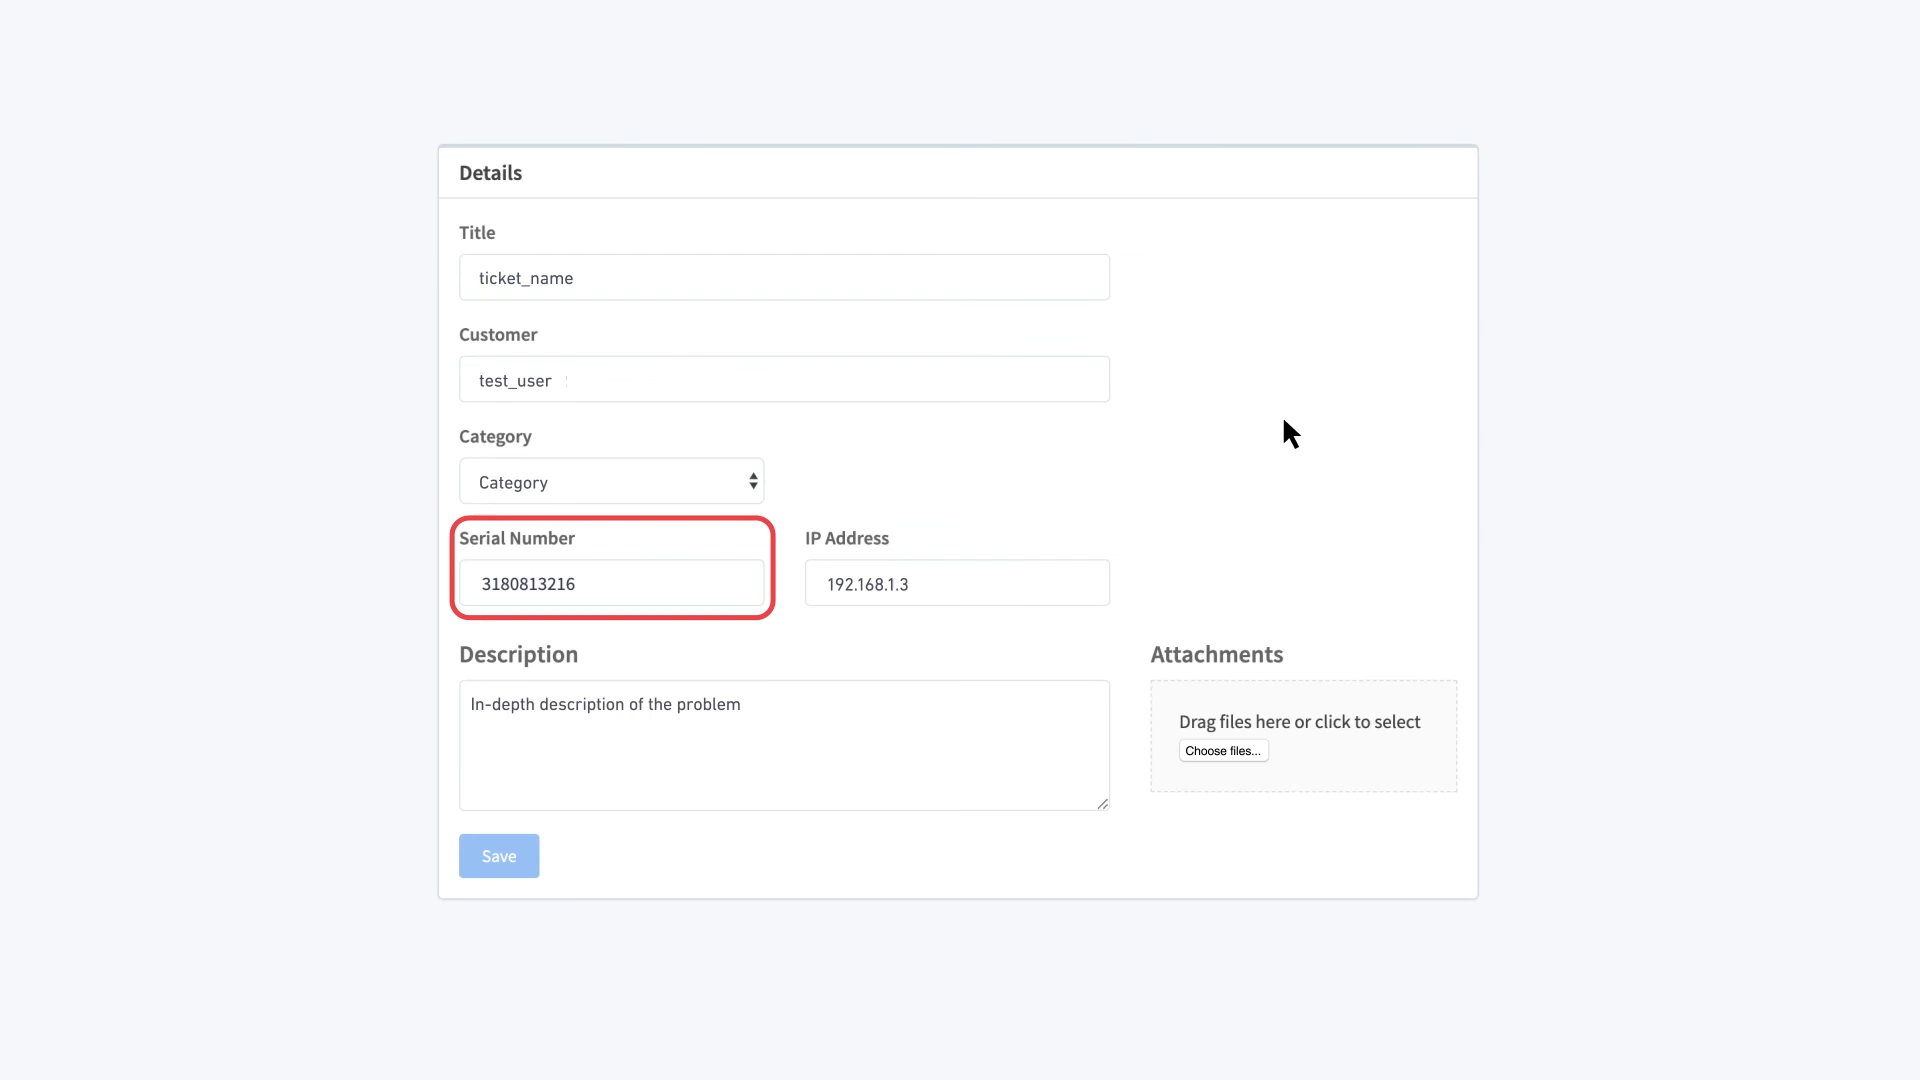 Details
Title
ticket_name
Customer
test_user
Category
Category
Serial Number
IP Address
3180813216
192.168.1.3
Description
Attachments
In-depth description of the problem
Drag files here or click to select
Choose files...
Save